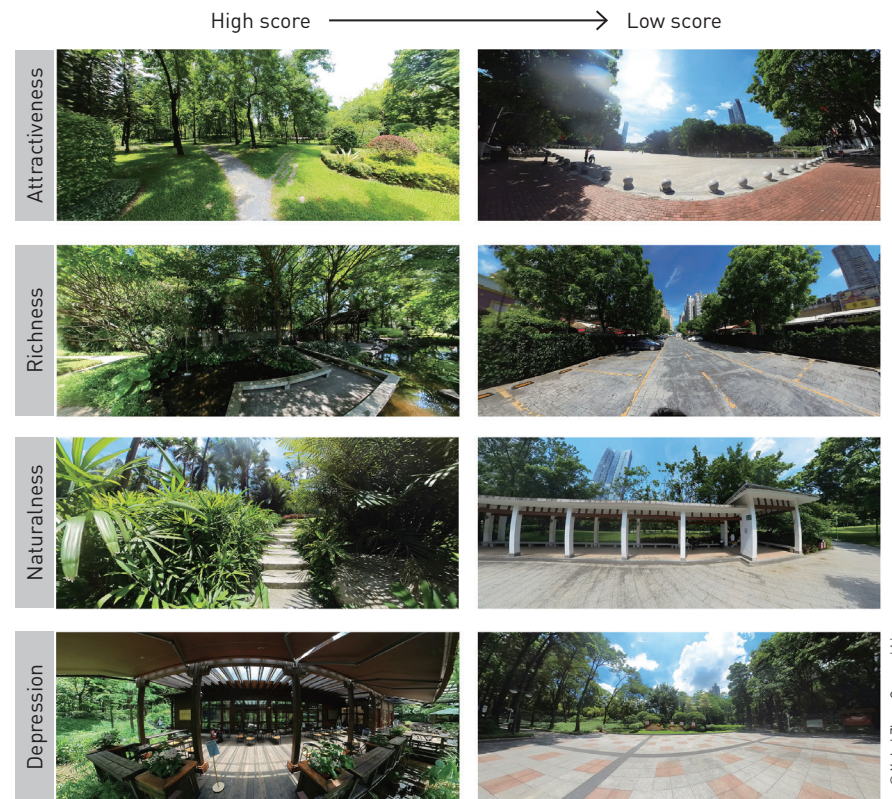 High score
Low score
Attractiveness
Richness
Naturalness
Depression